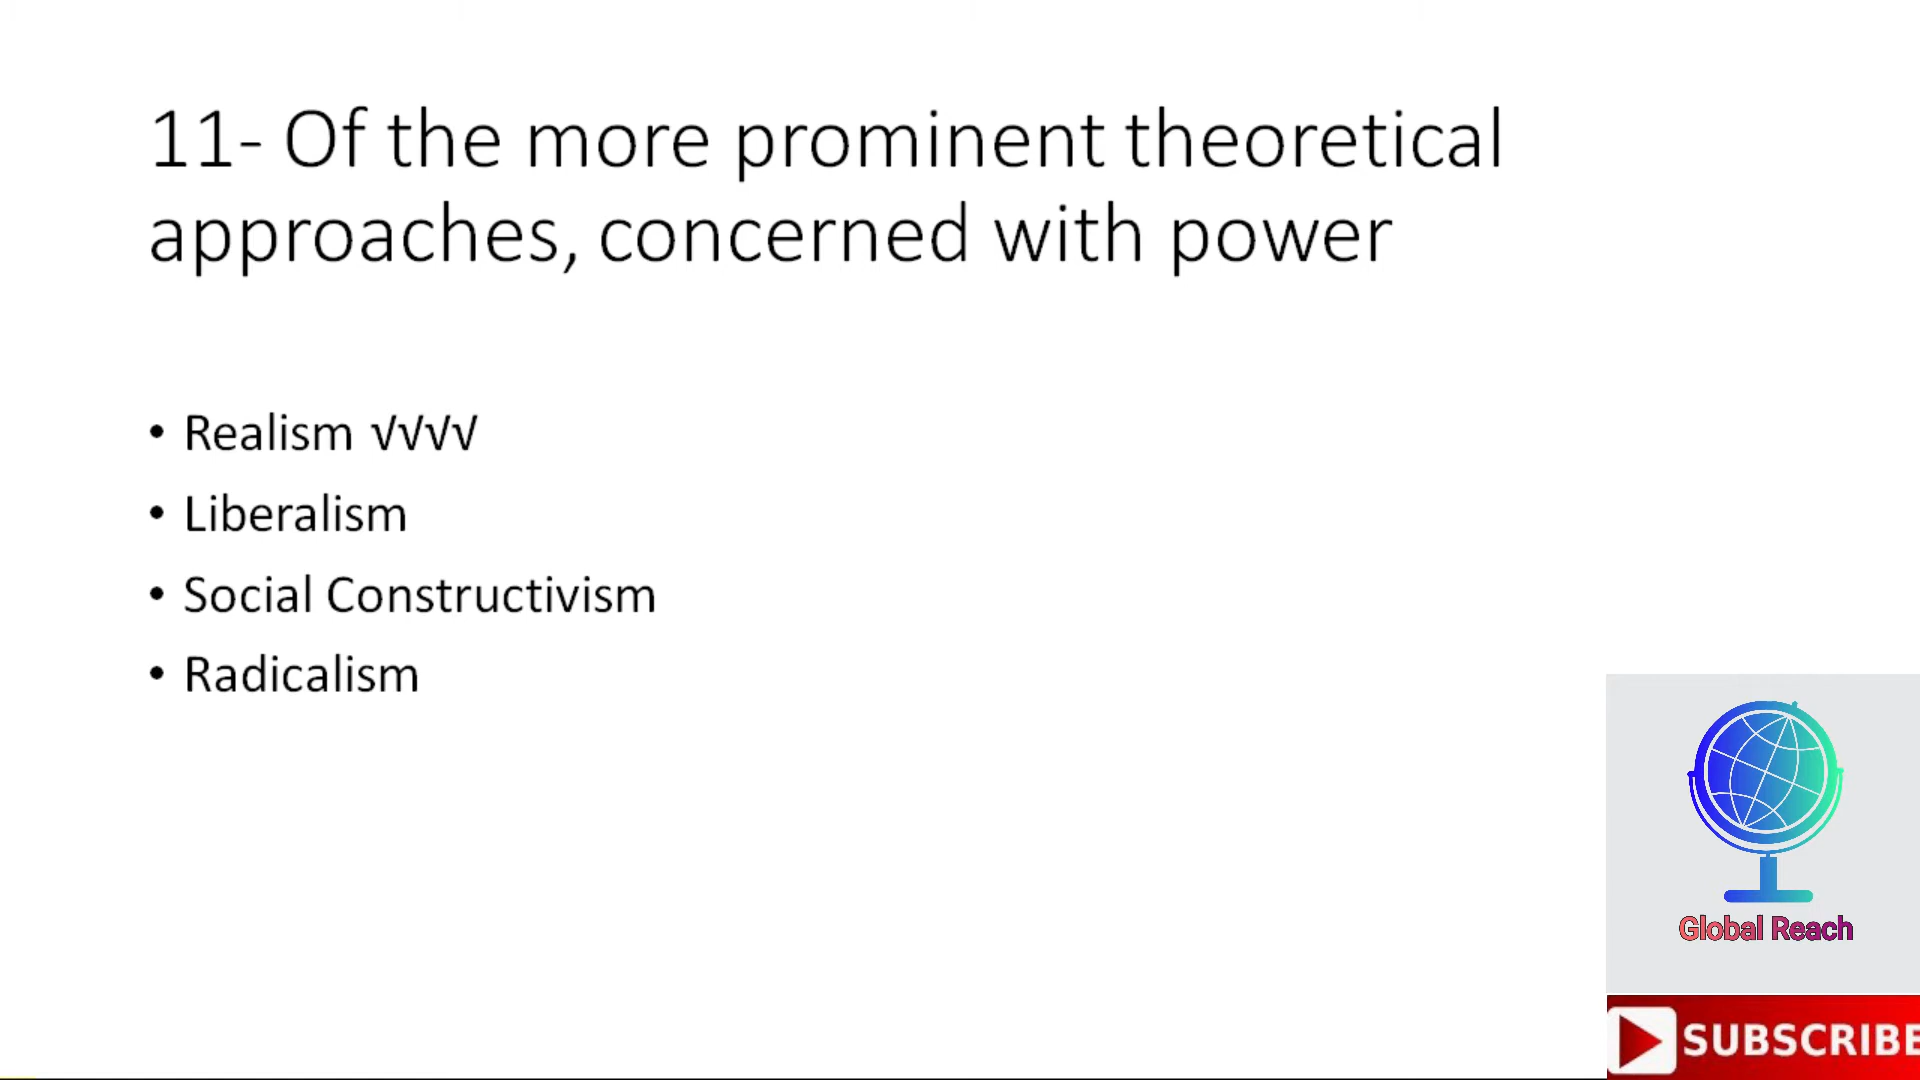 11- Of the more prominent theoretical
approaches, concerned with power
• Realism √√√√
• Liberalism
• Social Constructivism
• Radicalism
Global Reach
SUBSCRIBE